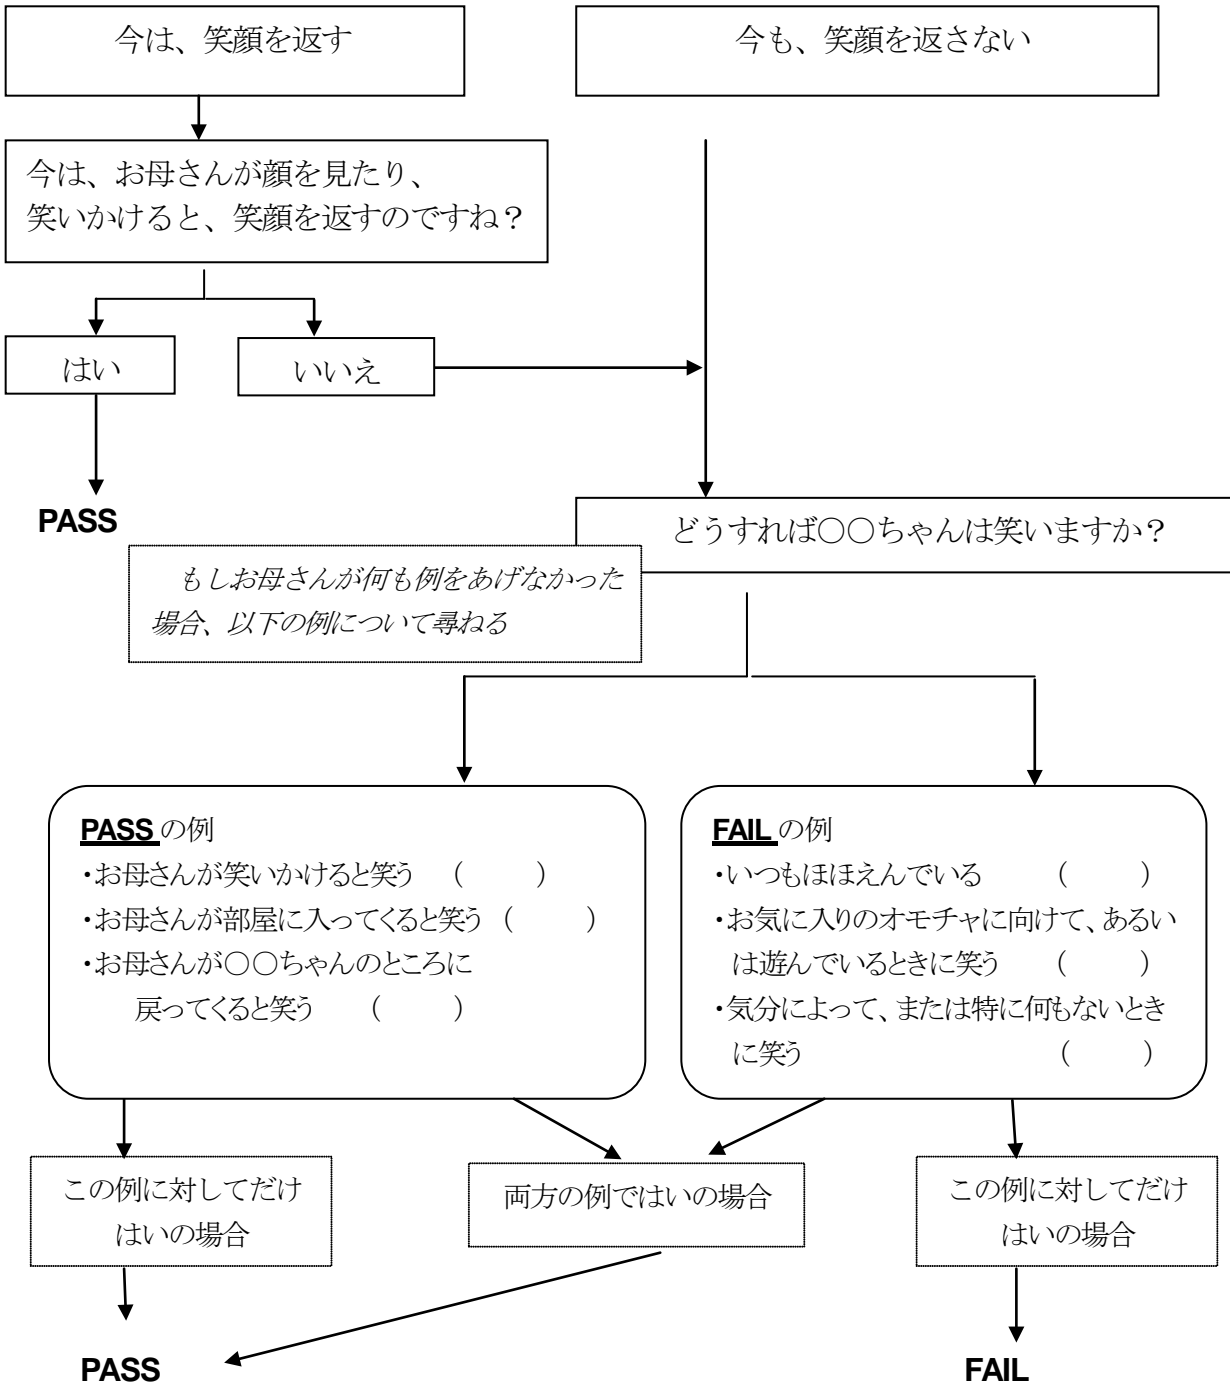 今は、笑顔を返す
今も、笑顔を返さない
今は、お母さんが顔を見たり、
笑いかけると、笑顔を返すのですね？
はい
いいえ
PASS
どうすれば〇〇ちゃんは笑いますか？
もしお母さんが何も例をあげなかった
場合、以下の例について尋ねる
PASS の例
・お母さんが笑いかけると笑う （　　）
・お母さんが部屋に入ってくると笑う （　　）
・お母さんが〇〇ちゃんのところに
戻ってくると笑う （　　）
FAIL の例
・いつもほほえんでいる （　　）
・お気に入りのオモチャに向けて、あるい
は遊んでいるときに笑う （　　）
・気分によって、または特に何もないとき
に笑う （　　）
この例に対してだけ
はいの場合
両方の例ではいの場合
この例に対してだけ
はいの場合
PASS
FAIL